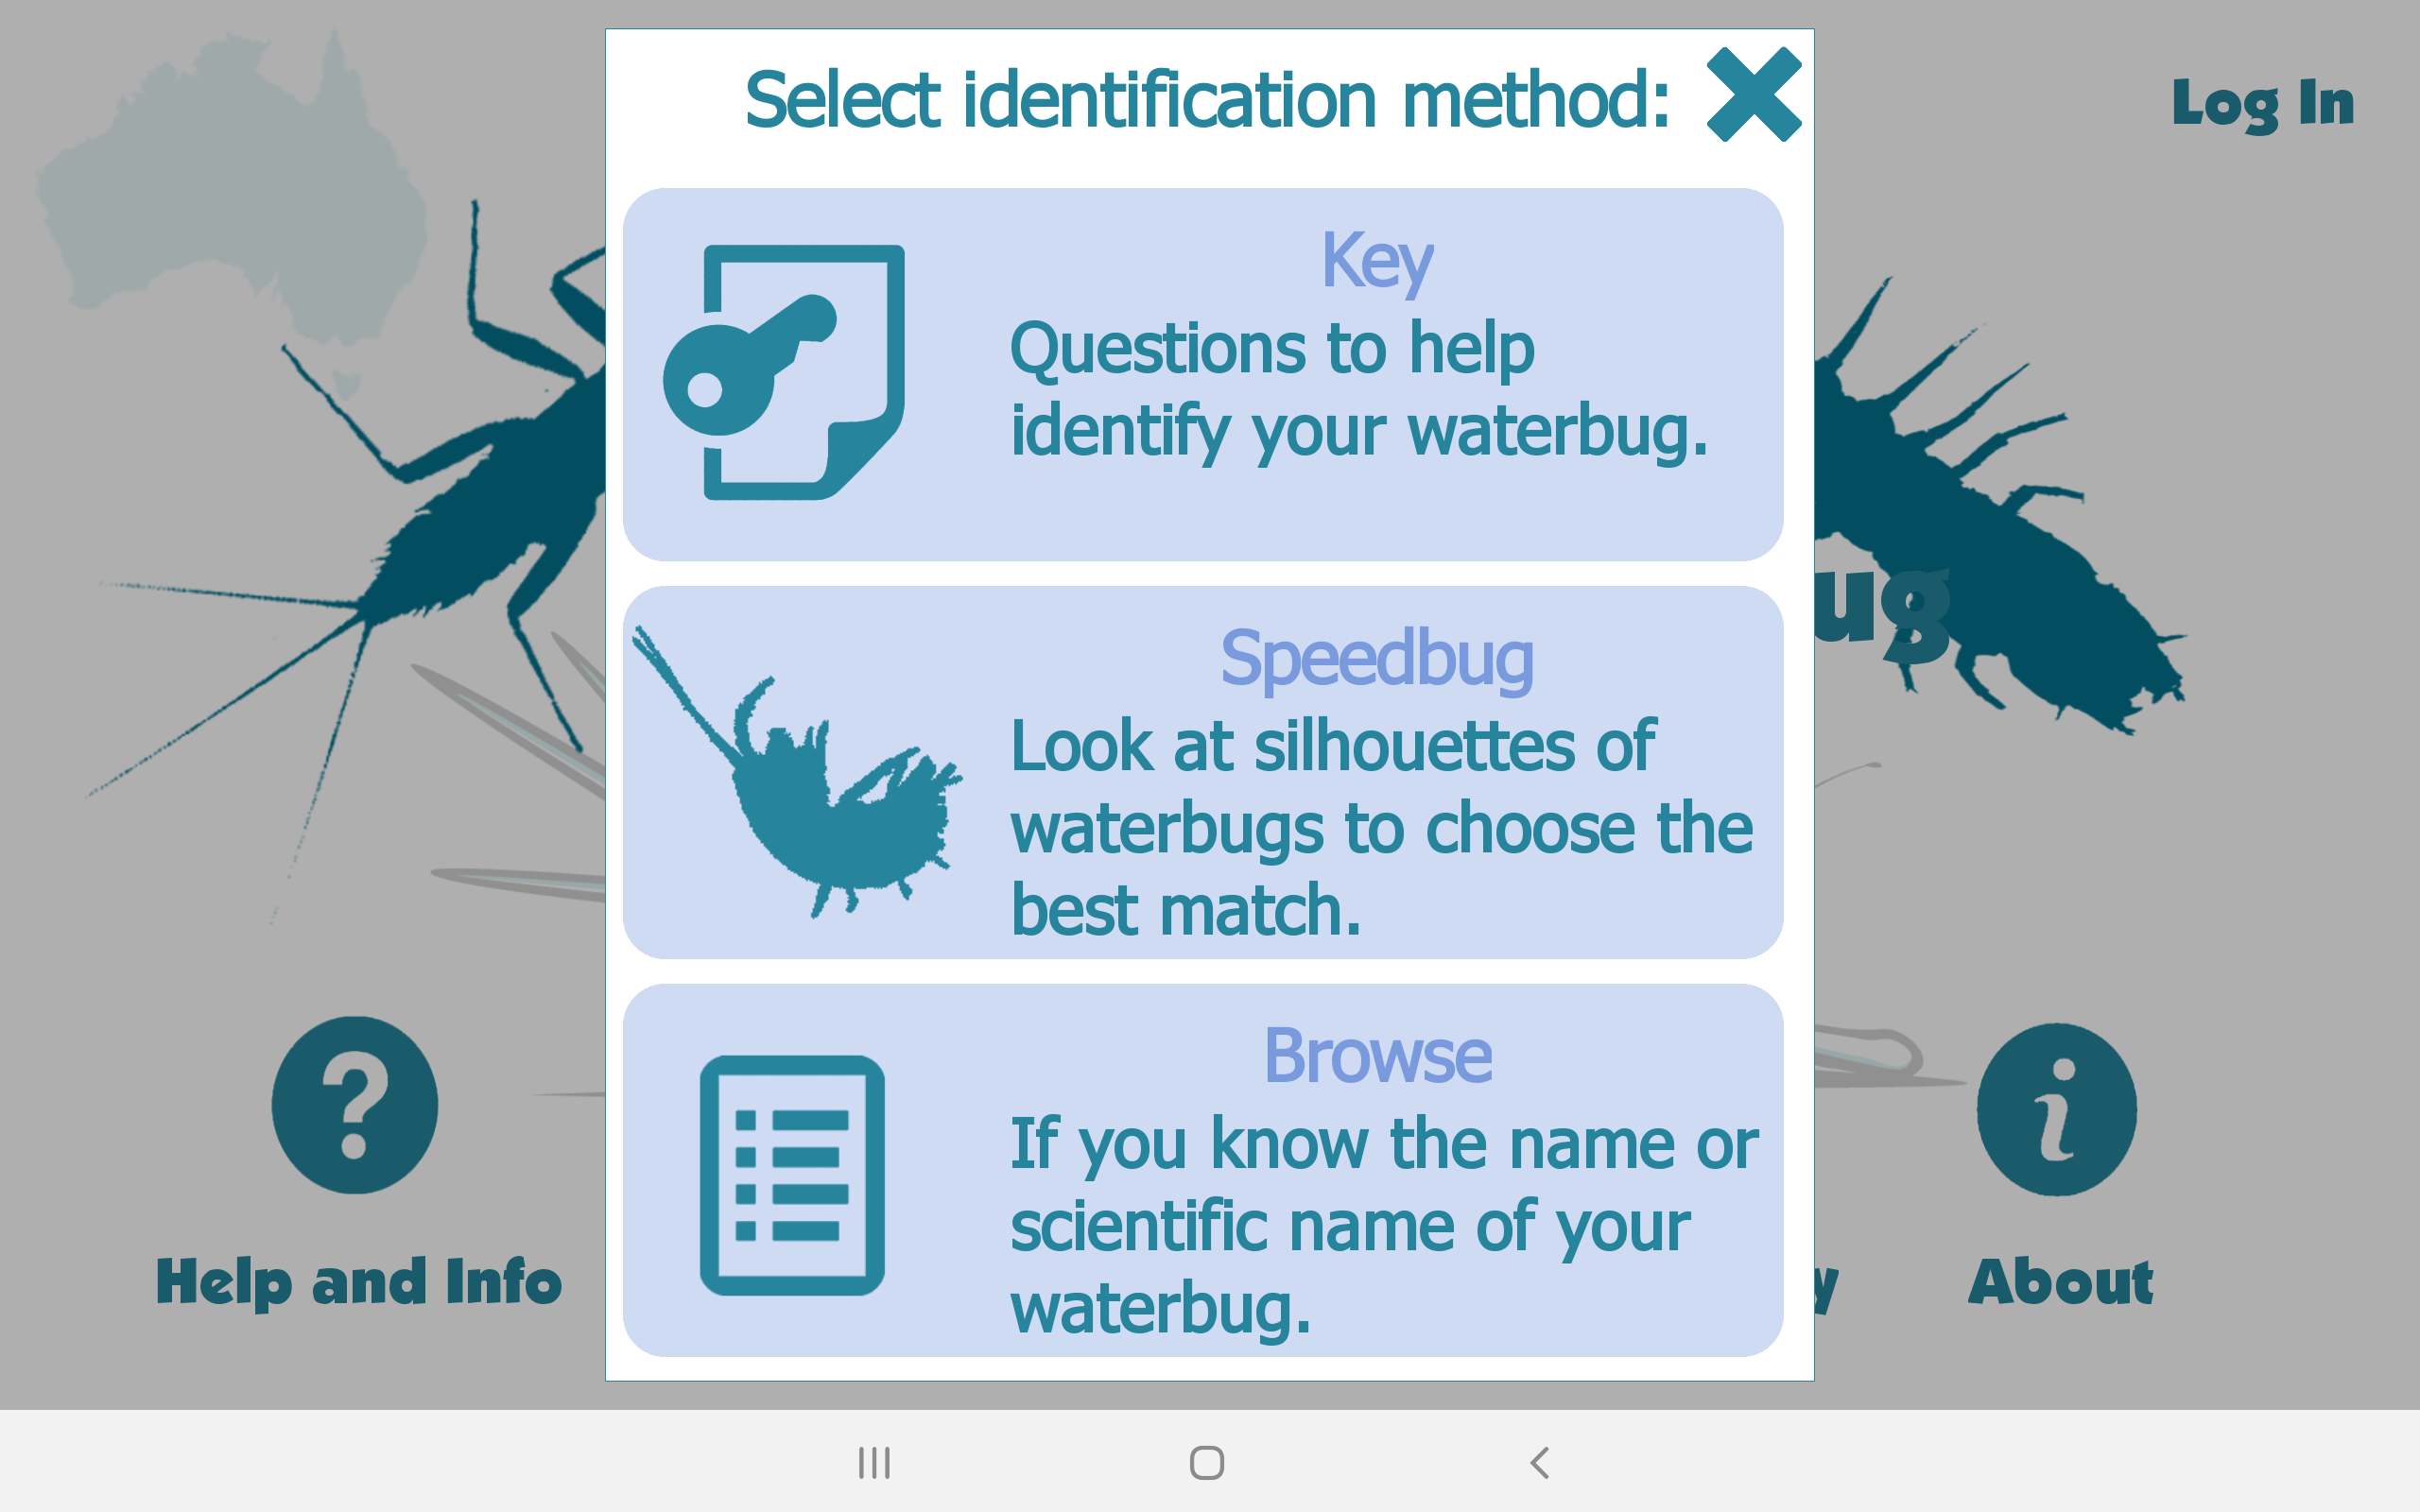 Select identification method:
Log In
Key
Questions to help
identify your waterbug.
Speedbug
Look at silhouettes of
waterbugs to choose the
best match.
ug
Browse
If you know the name or
scientific name of your
waterbug.
Help and Info
y
About